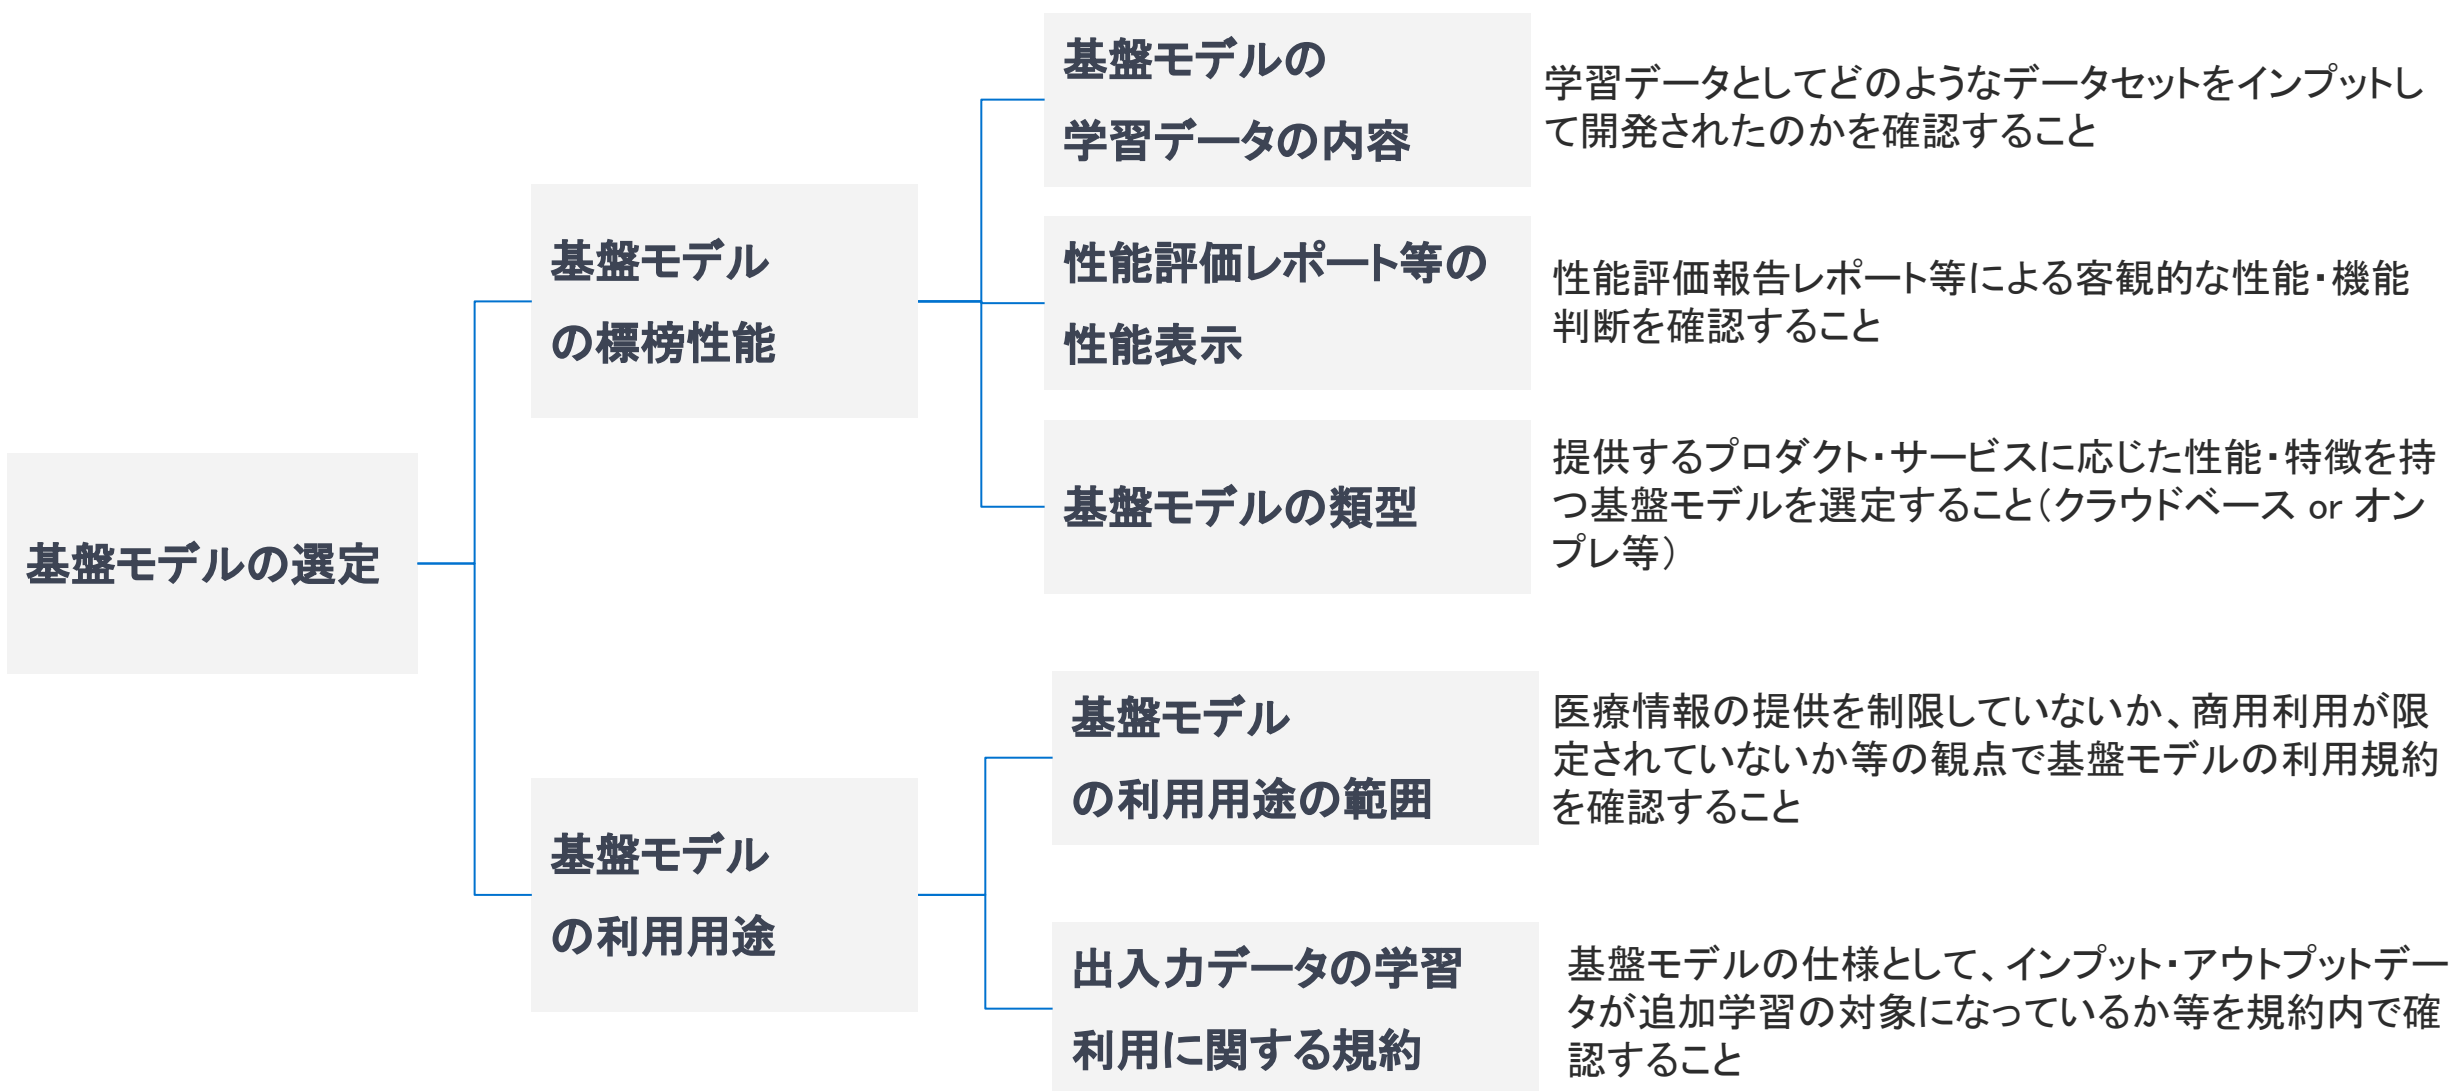 基盤モデルの選定
基盤モデル
の標榜性能
基盤モデルの
学習データの内容
学習データとしてどのようなデータセットをインプットし
て開発されたのかを確認すること
性能評価レポート等の
性能表示
性能評価報告レポート等による客観的な性能・機能
判断を確認すること
基盤モデルの類型
提供するプロダクト・サービスに応じた性能・特徴を持
つ基盤モデルを選定すること（クラウドベース or オン
プレ等）
基盤モデル
の利用用途
基盤モデル
の利用用途の範囲
医療情報の提供を制限していないか、商用利用が限
定されていないか等の観点で基盤モデルの利用規約
を確認すること
出入力データの学習
利用に関する規約
基盤モデルの仕様として、インプット・アウトプットデー
タが追加学習の対象になっているか等を規約内で確
認すること